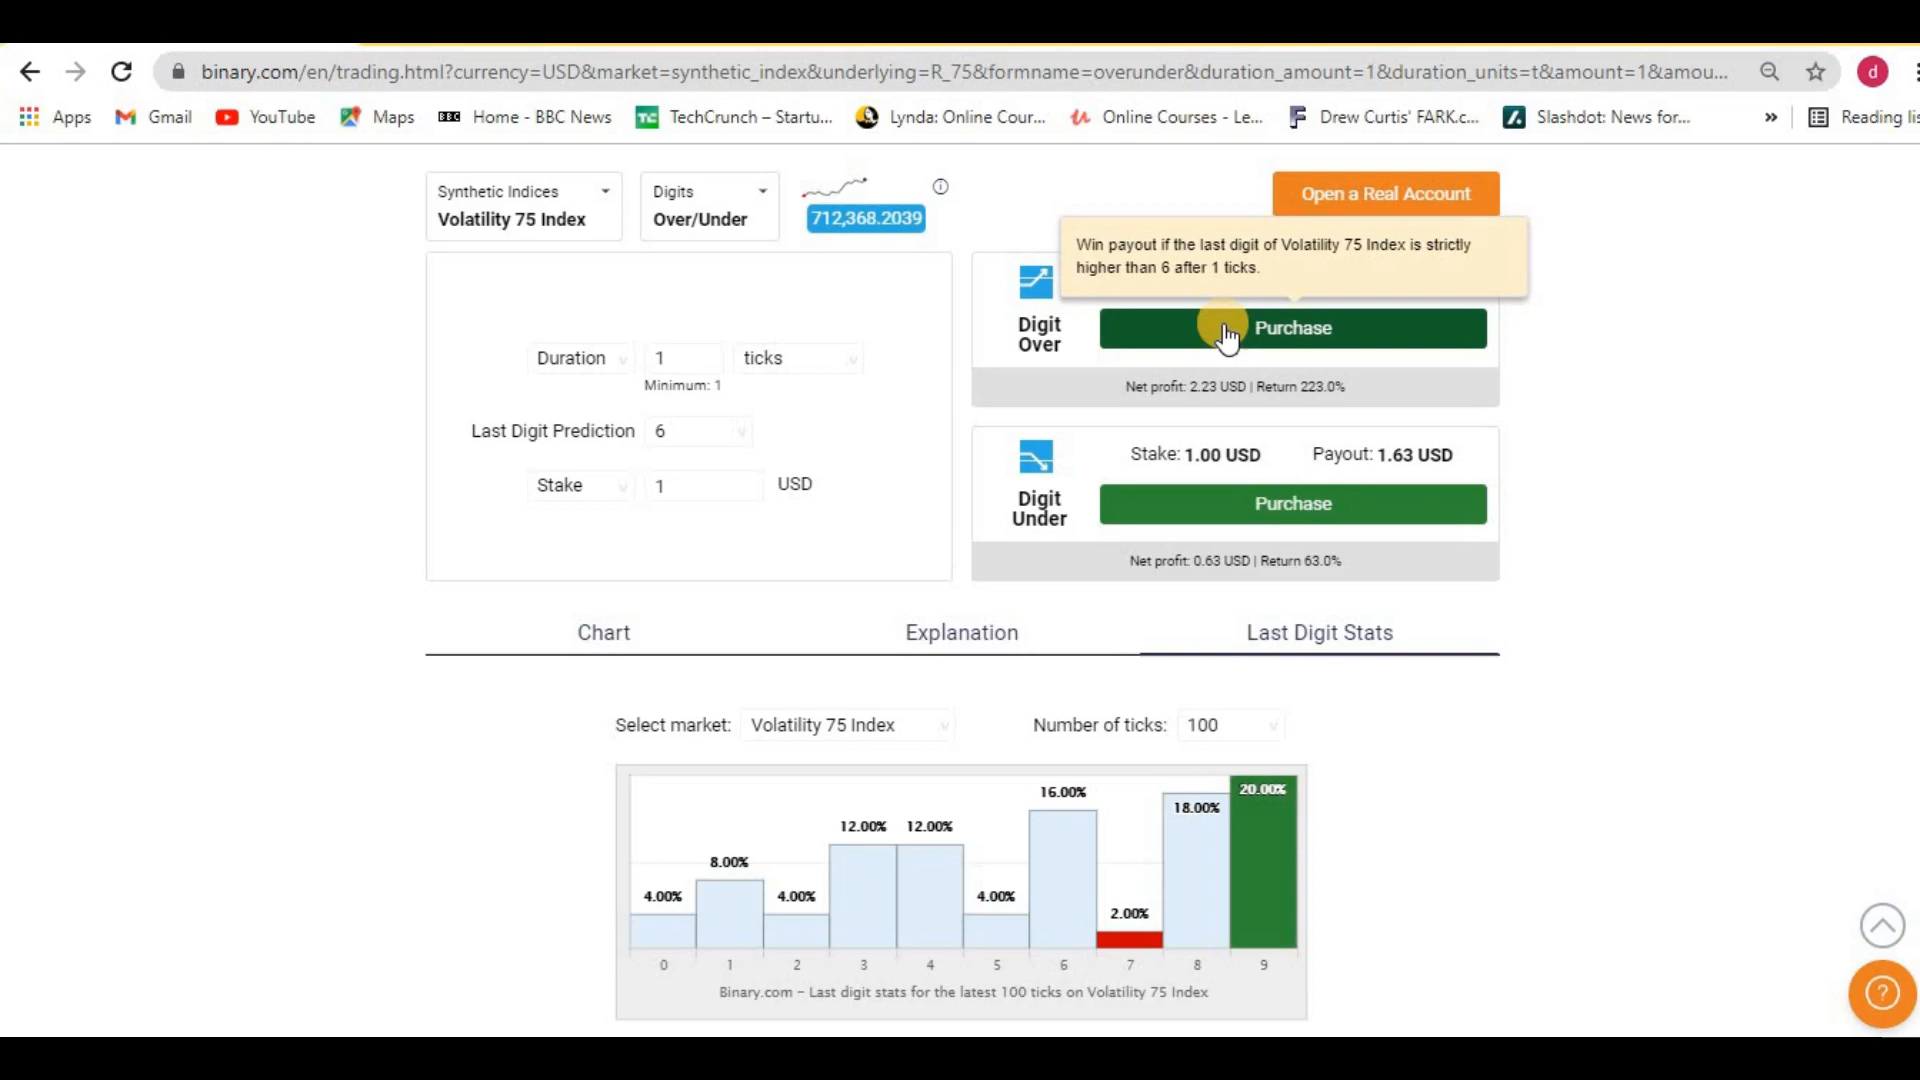 binary.com/en/trading.html?currency=USD&market=synthetic_index&underlying=R_75&formname=overunder&duration_amount=1&duration_units=t&amount=1&amou...
d
Apps
Gmail
YouTube
Maps
BBC Home - BBC News
TC TechCrunch – Startu...
Lynda: Online Cour...
Online Courses - Le...
Drew Curtis' FARK.c...
Slashdot: News for...
»
Reading lis
Synthetic Indices
Volatility 75 Index
Digits
Over/Under
712,368.2039
Open a Real Account
Win payout if the last digit of Volatility 75 Index is strictly
higher than 6 after 1 ticks.
Digit
Over
Purchase
Net profit: 2.23 USD | Return 223.0%
Duration
1
ticks
Minimum: 1
Last Digit Prediction
6
Stake
1
USD
Stake: 1.00 USD
Payout: 1.63 USD
Digit
Under
Purchase
Net profit: 0.63 USD | Return 63.0%
Chart
Explanation
Last Digit Stats
Select market: Volatility 75 Index
Number of ticks: 100
4.00%
8.00%
4.00%
12.00%
12.00%
4.00%
16.00%
2.00%
18.00%
20.00%
0 1 2 3 4 5 6 7 8 9
Binary.com – Last digit stats for the latest 100 ticks on Volatility 75 Index
?